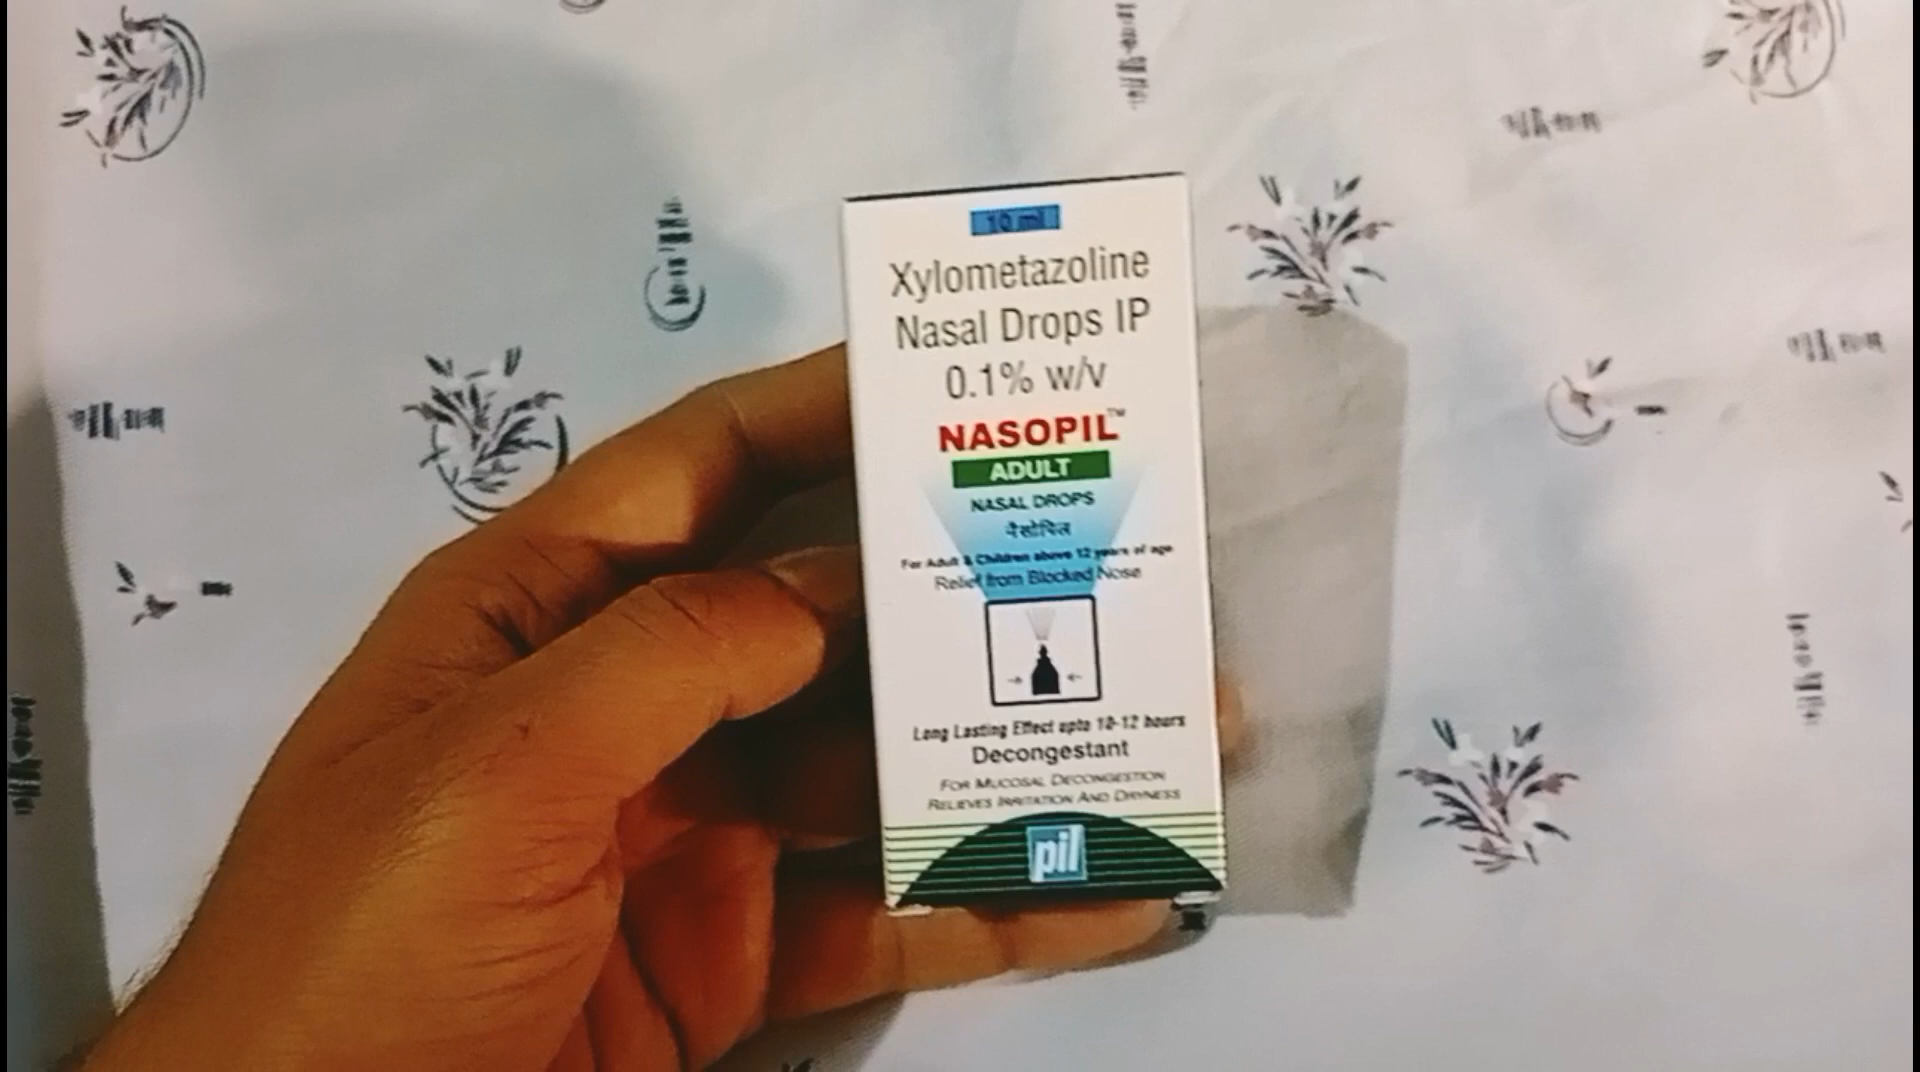 10 ml
Xylometazoline
Nasal Drops IP
0.1% w/v
NASOPIL™
ADULT
NASAL DROPS
नैसोपिल
For Adult & Children above 12 years of age
Relief from Blocked Nose
Long Lasting Effect upto 10-12 hours
Decongestant
FOR MUCOSAL DECONGESTION
RELIEVES IRRITATION AND DRYNESS
pil